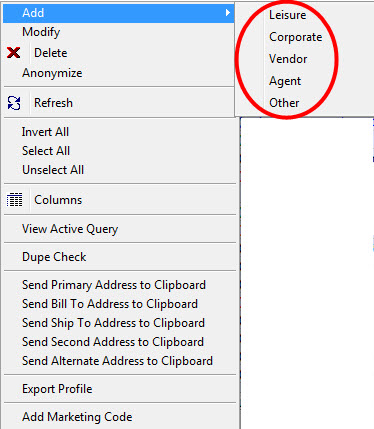 Add
Leisure
Corporate
Vendor
Agent
Other
Modify
Delete
Anonymize
Refresh
Invert All
Select All
Unselect All
Columns
View Active Query
Dupe Check
Send Primary Address to Clipboard
Send Bill To Address to Clipboard
Send Ship To Address to Clipboard
Send Second Address to Clipboard
Send Alternate Address to Clipboard
Export Profile
Add Marketing Code